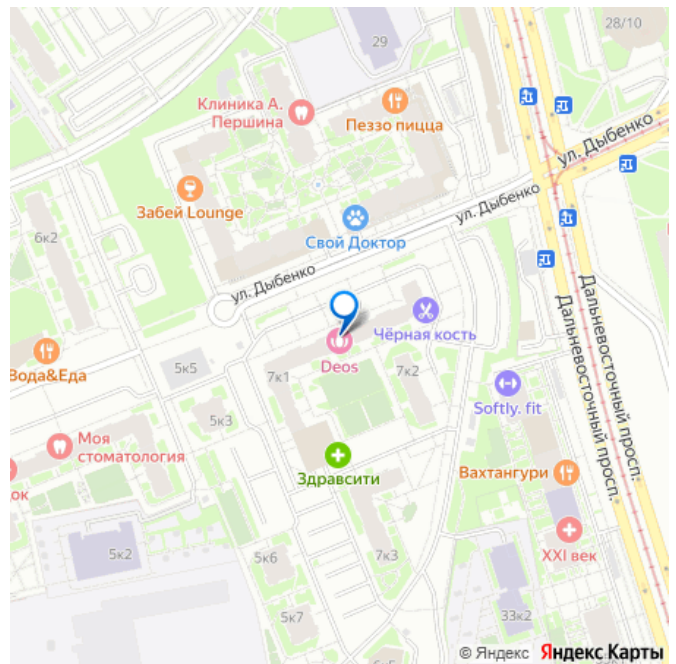 28/10
29
Клиника А.
Першина
Пеззо пицца
ул. Дыбенко
ул. Дыбенко
Забей Lounge
Свой Доктор
6к2
ул. Дыбенко
Дальневосточный просп.
Дальневосточный просп.
Чёрная кость
Вода&Еда
5к5
7к1
Deos
7к2
Softly. fit
5к3
Моя
стоматология
ок
Здравсити
Вахтангури
XXI век
5к2
5к6
7к3
5к7
33к2
5к8
© Яндекс Яндекс Карты